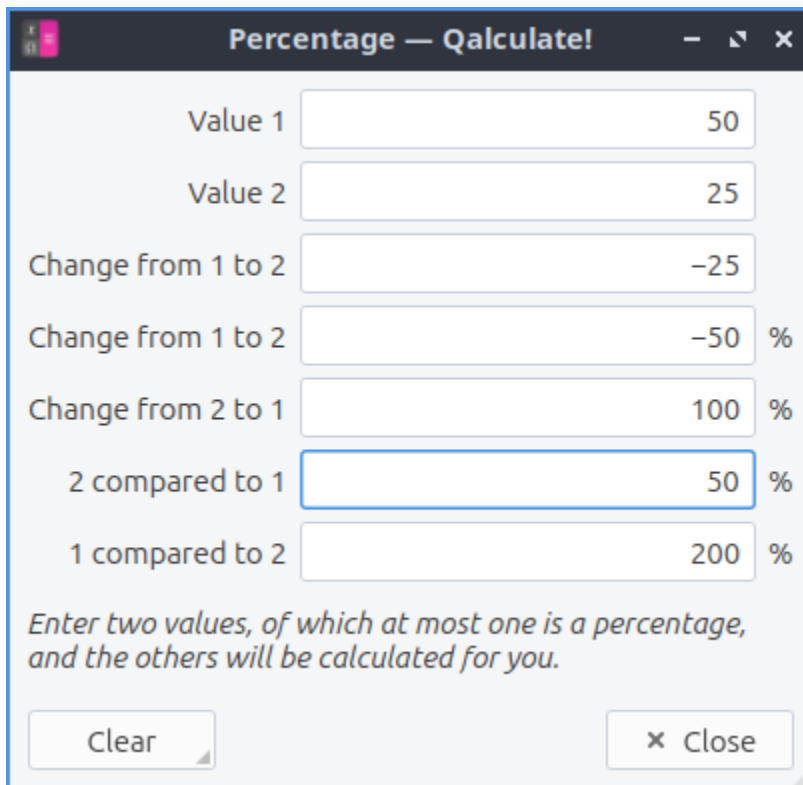 Percentage — Qalculate!
Value 1 50
Value 2 25
Change from 1 to 2 −25
Change from 1 to 2 −50 %
Change from 2 to 1 100 %
2 compared to 1 50 %
1 compared to 2 200 %
Enter two values, of which at most one is a percentage,
and the others will be calculated for you.
Clear Close